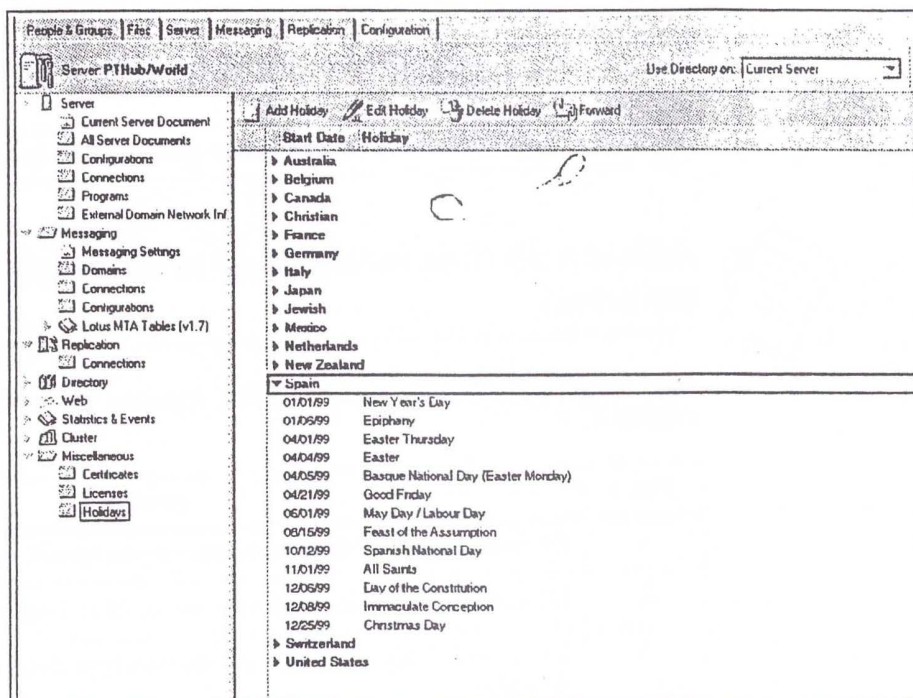 People & Groups Files Server Messaging Replication Configuration
Server PTHub/World
Use Directory on: Current Server
Server
Current Server Document
All Server Documents
Configurations
Connections
Programs
External Domain Network Inf
Messaging
Messaging Settings
Domains
Connections
Configurations
Lotus MTA Tables (v1.7)
Replication
Connections
Directory
Web
Statistics & Events
Cluster
Miscellaneous
Certificates
Licenses
Holidays
Add Holiday Edit Holiday Delete Holiday Forward
Start Date Holiday
Australia
Belgium
Canada
Christian
France
Germany
Italy
Japan
Jewish
Mexico
Netherlands
New Zealand
Spain
01/01/99 New Year's Day
01/06/99 Epiphany
04/01/99 Easter Thursday
04/04/99 Easter
04/05/99 Basque National Day (Easter Monday)
04/21/99 Good Friday
06/01/99 May Day / Labour Day
08/15/99 Feast of the Assumption
10/12/99 Spanish National Day
11/01/99 All Saints
12/06/99 Day of the Constitution
12/08/99 Immaculate Conception
12/25/99 Christmas Day
Switzerland
United States